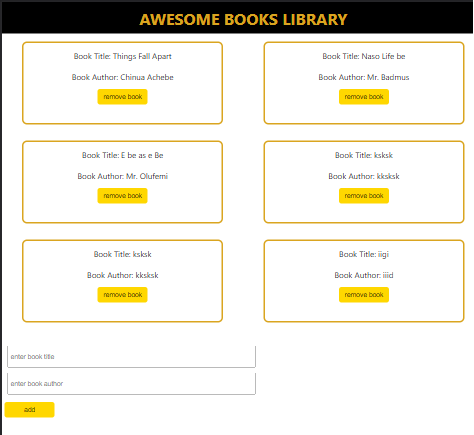 AWESOME BOOKS LIBRARY
Book Title: Things Fall Apart
Book Author: Chinua Achebe
remove book
Book Title: Naso Life be
Book Author: Mr. Badmus
remove book
Book Title: E be as e Be
Book Author: Mr. Olufemi
remove book
Book Title: ksksk
Book Author: kksksk
remove book
Book Title: ksksk
Book Author: kksksk
remove book
Book Title: iigi
Book Author: iiid
remove book
enter book title
enter book author
add